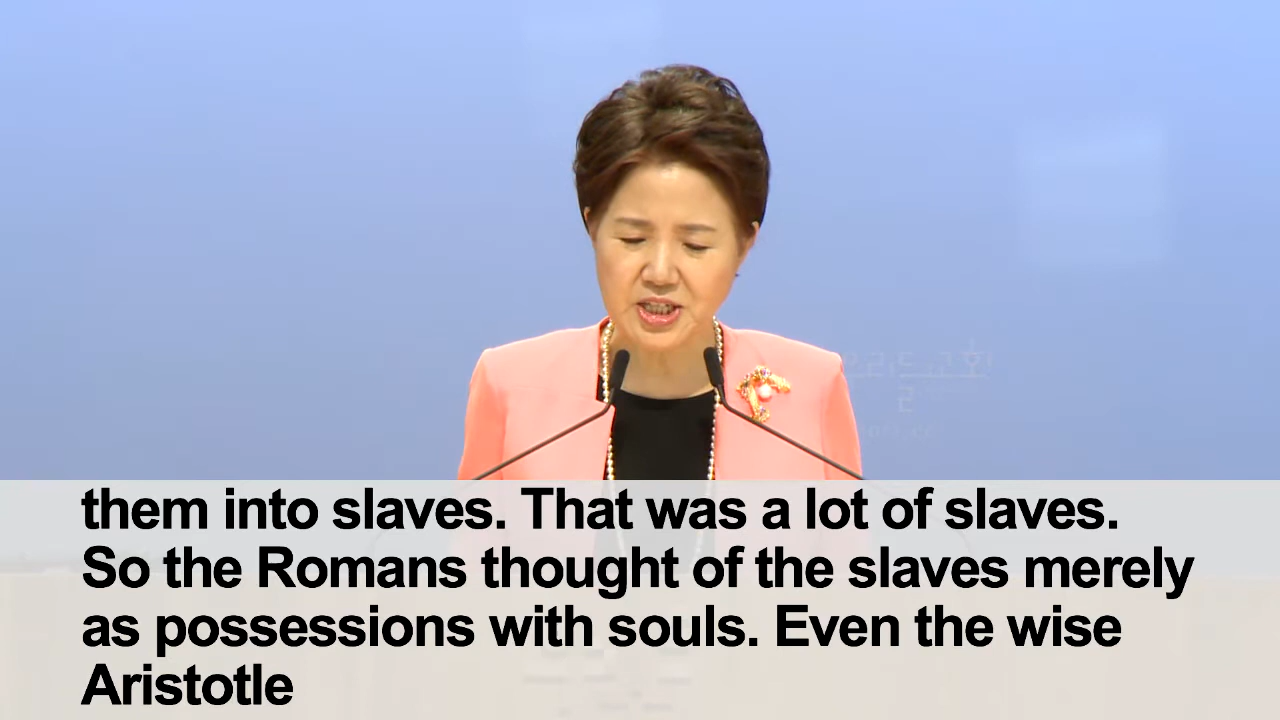 them into slaves. That was a lot of slaves.
So the Romans thought of the slaves merely
as possessions with souls. Even the wise
Aristotle